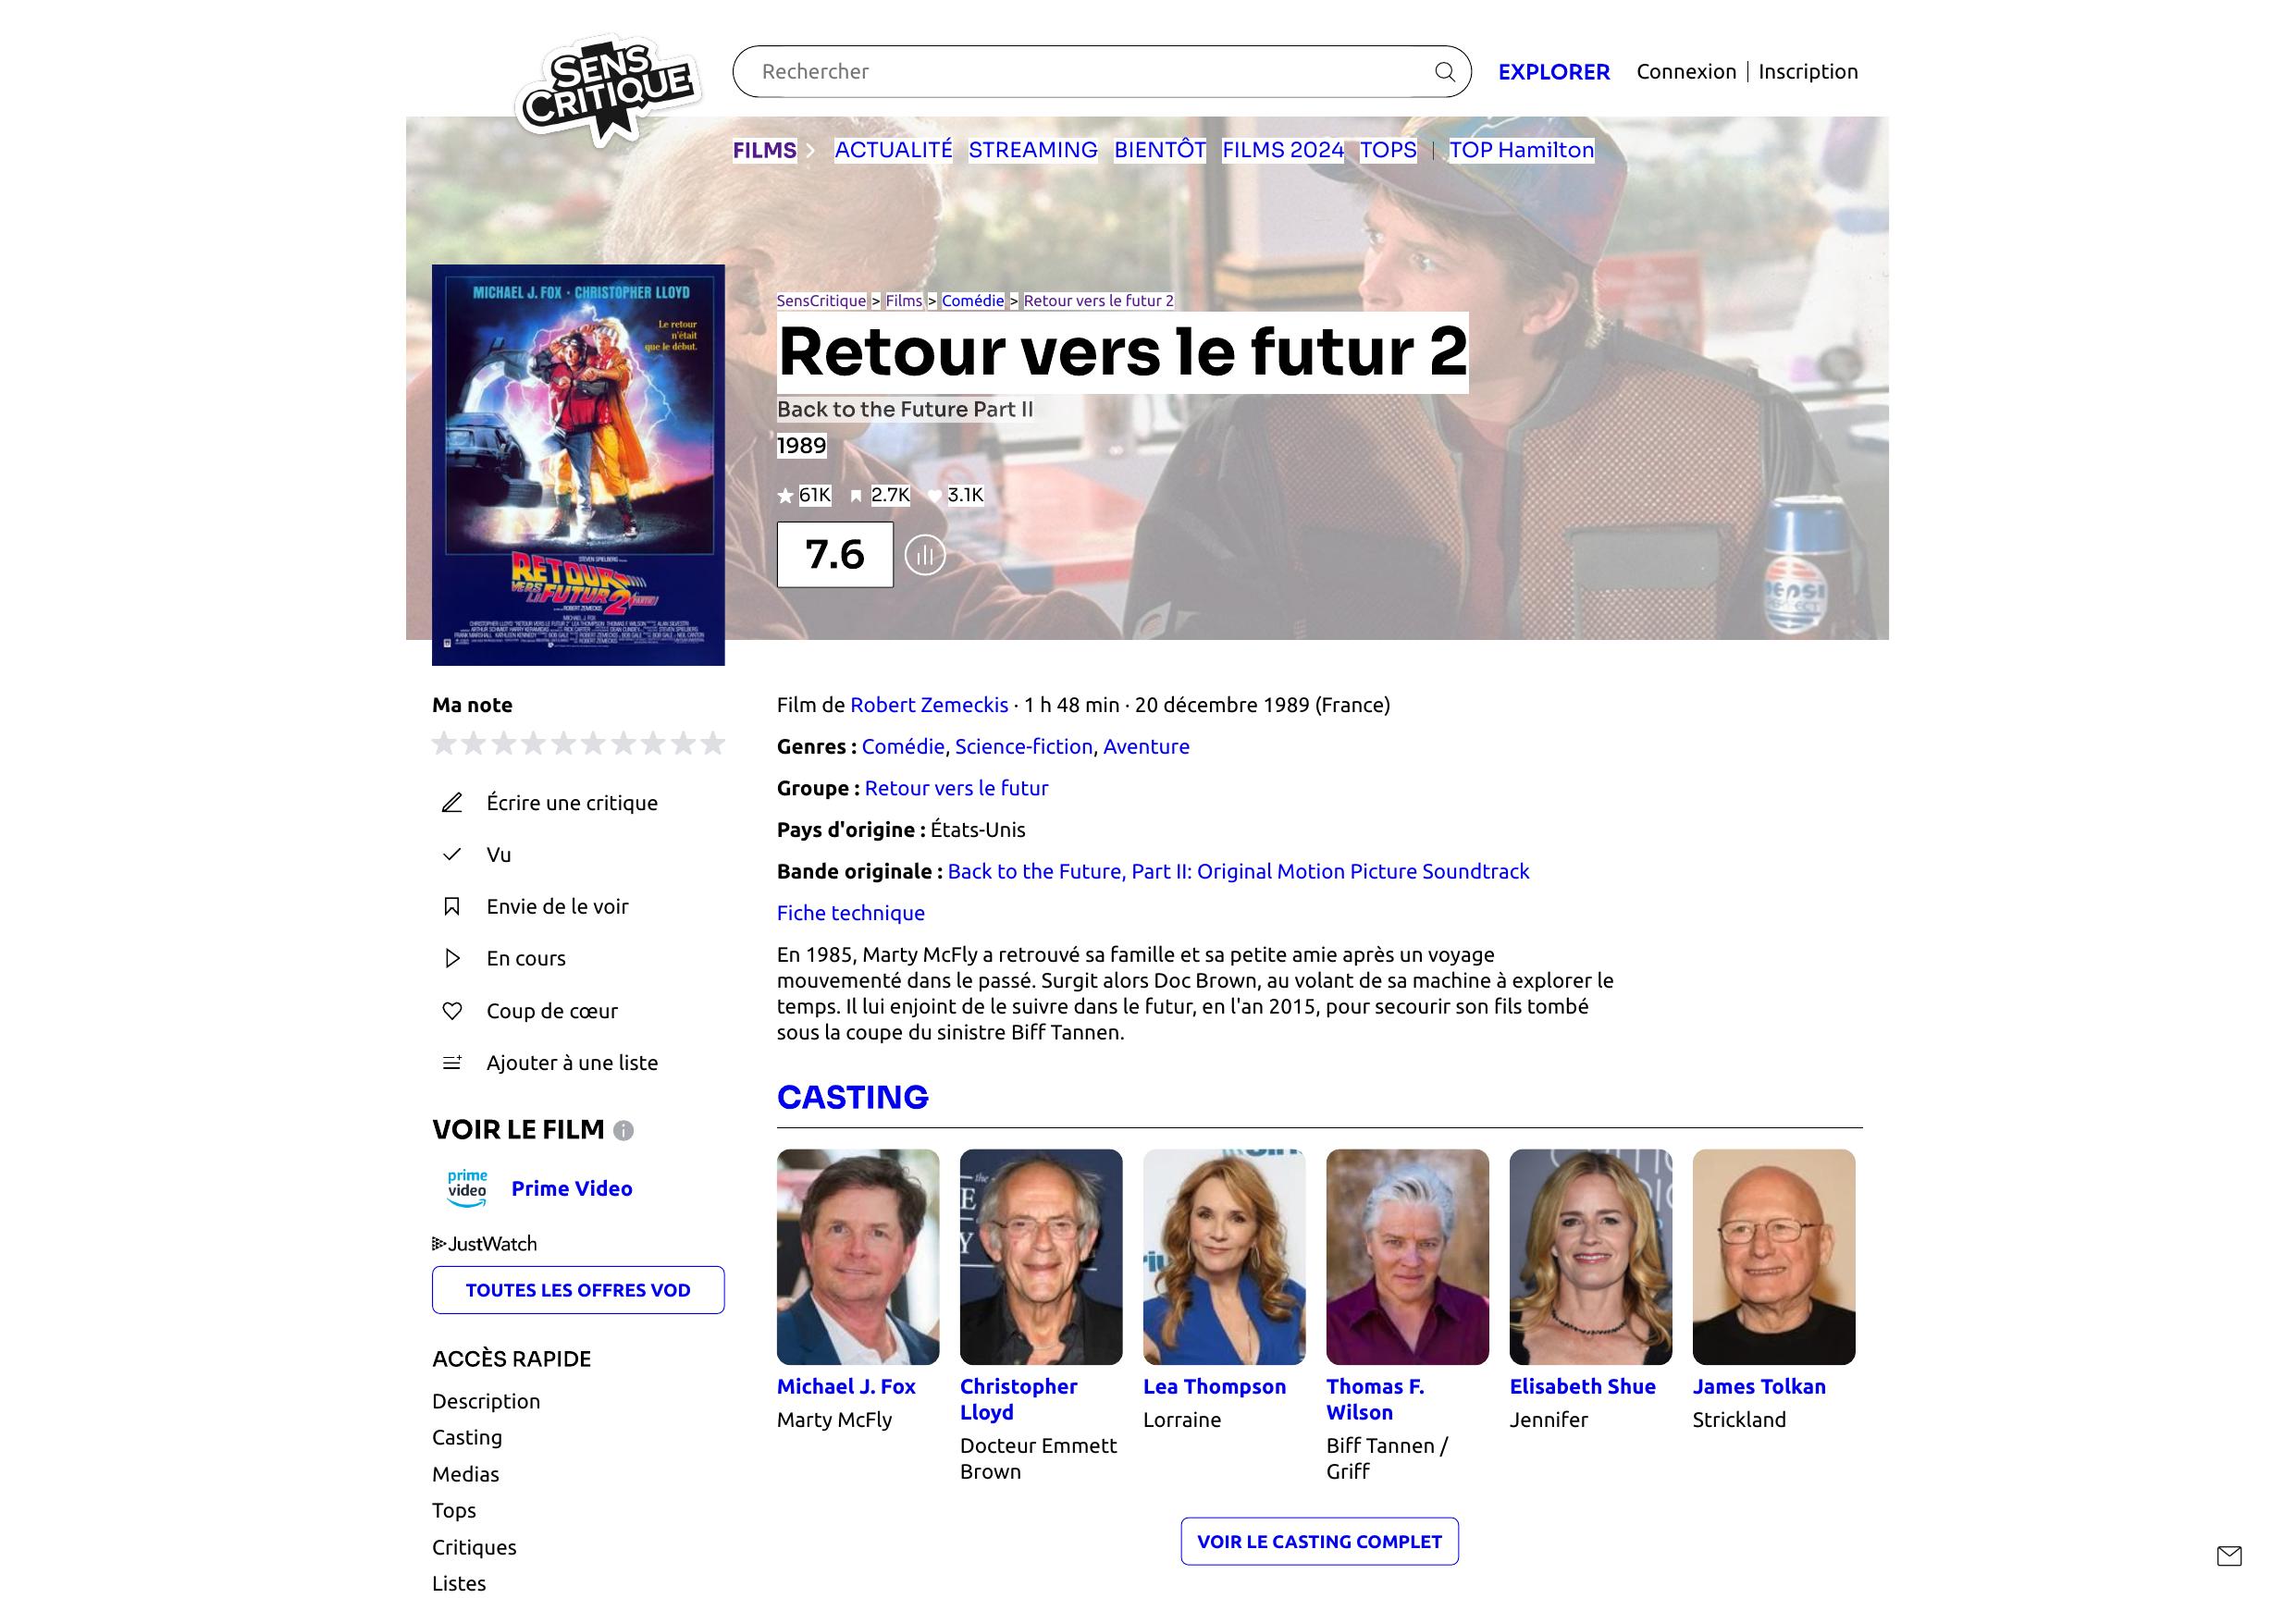 SENS
CRITIQUE
Rechercher
EXPLORER
Connexion | Inscription
FILMS
ACTUALITÉ
STREAMING
BIENTÔT
FILMS 2024
TOPS
|
TOP Hamilton
MICHAEL J. FOX · CHRISTOPHER LLOYD
Le retour
n'était
que le début.
RETOUR
VERS
LE FUTUR 2
SensCritique > Films > Comédie > Retour vers le futur 2
Retour vers le futur 2
Back to the Future Part II
1989
61K 2.7K 3.1K
7.6
PEPSI
Ma note
Écrire une critique
Vu
Envie de le voir
En cours
Coup de cœur
Ajouter à une liste
VOIR LE FILM
prime
video
Prime Video
JustWatch
TOUTES LES OFFRES VOD
ACCÈS RAPIDE
Description
Casting
Medias
Tops
Critiques
Listes
Film de Robert Zemeckis · 1 h 48 min · 20 décembre 1989 (France)
Genres : Comédie, Science-fiction, Aventure
Groupe : Retour vers le futur
Pays d'origine : États-Unis
Bande originale : Back to the Future, Part II: Original Motion Picture Soundtrack
Fiche technique
En 1985, Marty McFly a retrouvé sa famille et sa petite amie après un voyage
mouvementé dans le passé. Surgit alors Doc Brown, au volant de sa machine à explorer le
temps. Il lui enjoint de le suivre dans le futur, en l'an 2015, pour secourir son fils tombé
sous la coupe du sinistre Biff Tannen.
CASTING
Michael J. Fox
Marty McFly
Christopher
Lloyd
Docteur Emmett
Brown
Lea Thompson
Lorraine
Thomas F.
Wilson
Biff Tannen /
Griff
Elisabeth Shue
Jennifer
James Tolkan
Strickland
VOIR LE CASTING COMPLET